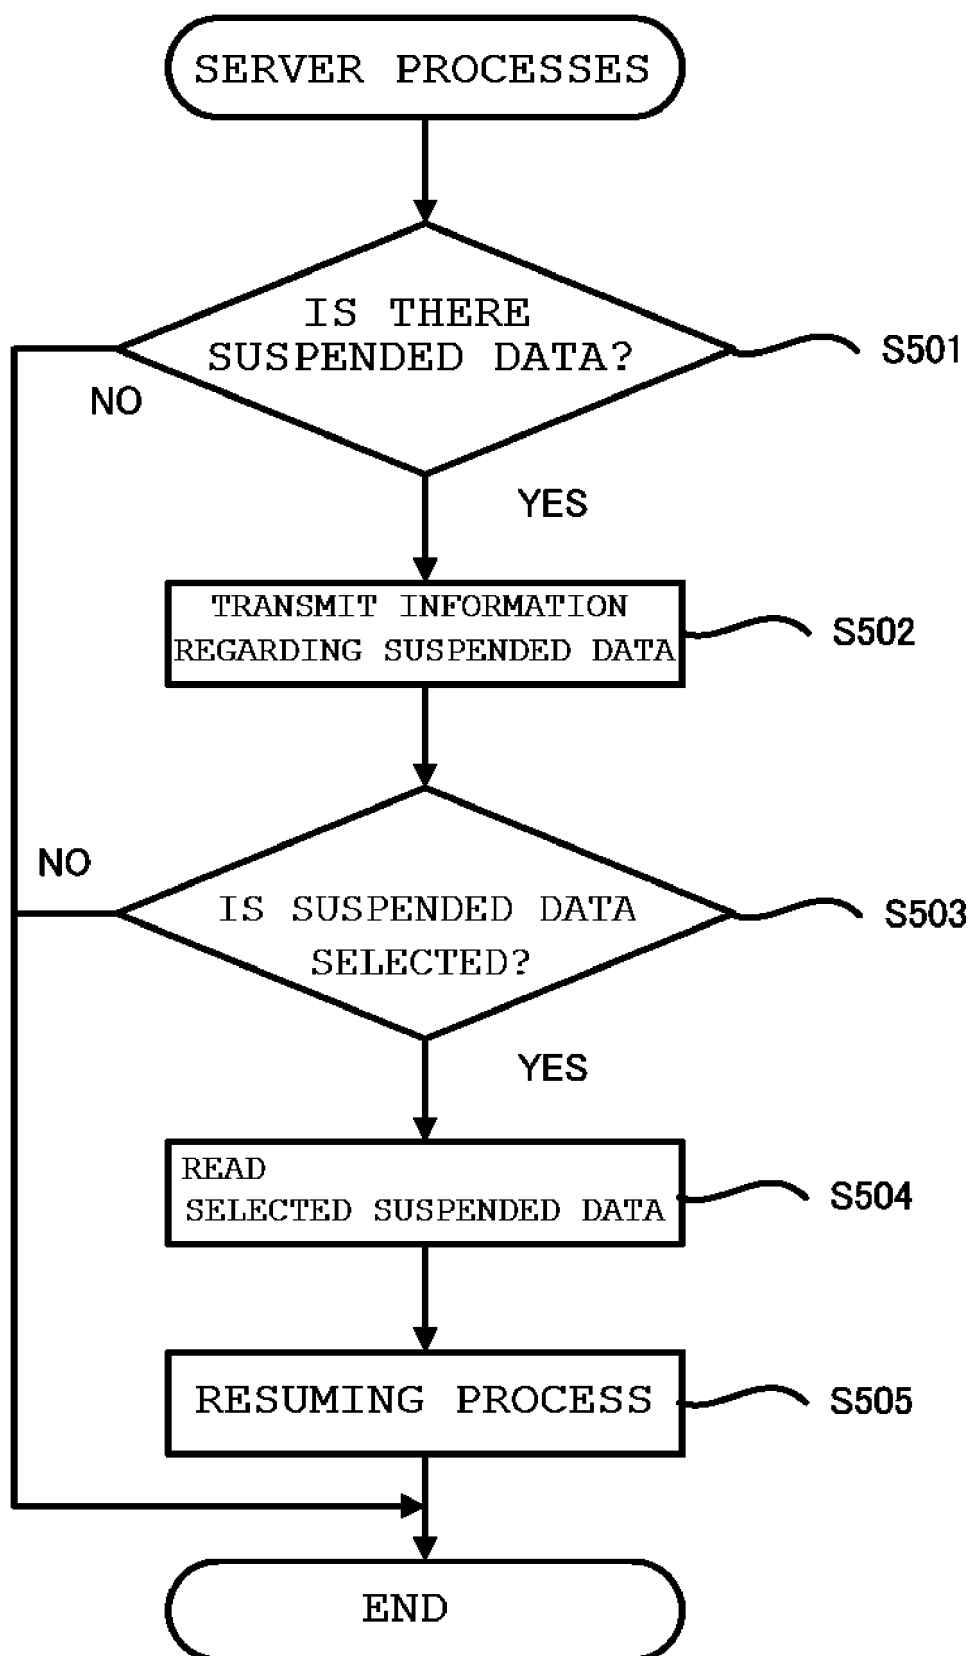 SERVER PROCESSES
IS THERE
SUSPENDED DATA?
S501
NO
YES
TRANSMIT INFORMATION
REGARDING SUSPENDED DATA
S502
NO
IS SUSPENDED DATA
SELECTED?
S503
YES
READ
SELECTED SUSPENDED DATA
S504
RESUMING PROCESS
S505
END